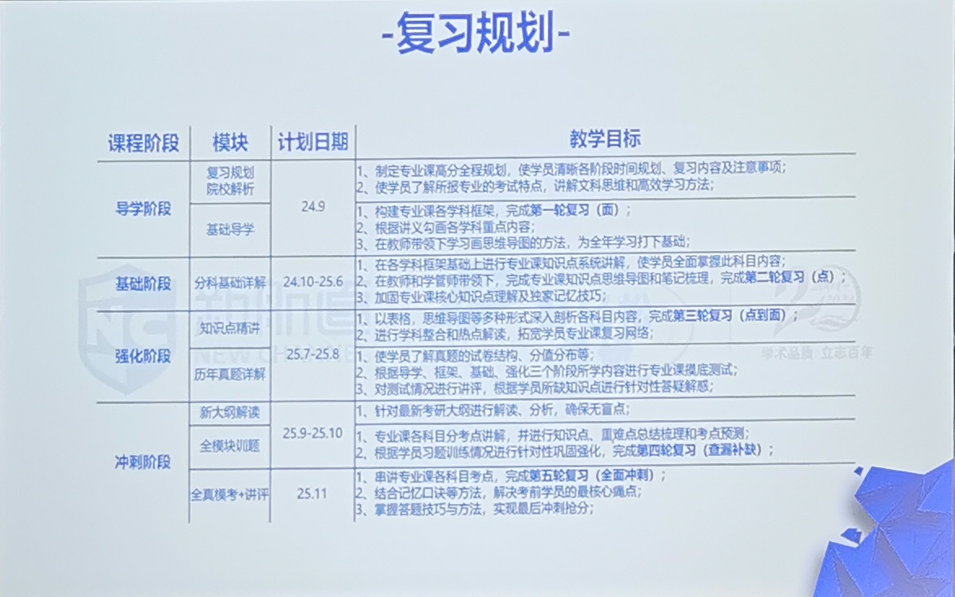 -复习规划-
课程阶段 模块 计划日期 教学目标
导学阶段
复习规划
院校解析
24.9
1、制定专业课高分全程规划，使学员清晰各阶段时间规划、复习内容及注意事项；
2、使学员了解所报专业的考试特点，讲解文科思维和高效学习方法；
基础导学
1、构建专业课各学科框架，完成第一轮复习（面）；
2、根据讲义勾画各学科重点内容；
3、在教师带领下学习画思维导图的方法，为全年学习打下基础；
基础阶段 分科基础详解 24.10-25.6
1、在各学科框架基础上进行专业课知识点系统讲解，使学员全面掌握此科目内容；
2、在教师和学管师带领下，完成专业课知识点思维导图和笔记梳理，完成第二轮复习（点）；
3、加固专业课核心知识点理解及独家记忆技巧；
强化阶段
知识点精讲
25.7-25.8
1、以表格，思维导图等多种形式深入剖析各科目内容，完成第三轮复习（点到面）；
2、进行学科整合和热点解读，拓宽学员专业课复习网络；
历年真题详解
1、使学员了解真题的试卷结构、分值分布等；
2、根据导学、框架、基础、强化三个阶段所学内容进行专业课摸底测试；
3、对测试情况进行讲评，根据学员所缺知识点进行针对性答疑解惑；
冲刺阶段
新大纲解读
25.9-25.10
1、针对最新考研大纲进行解读、分析，确保无盲点；
全模块训题
1、专业课各科目分考点讲解，并进行知识点、重难点总结梳理和考点预测；
2、根据学员习题训练情况进行针对性巩固强化，完成第四轮复习（查漏补缺）；
全真模考+讲评 25.11
1、串讲专业课各科目考点，完成第五轮复习（全面冲刺）；
2、结合记忆口诀等方法，解决考前学员的最核心痛点；
3、掌握答题技巧与方法，实现最后冲刺抢分；
NC
NEW CHANNEL
学术品质 立志百年